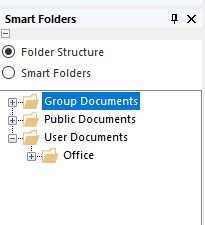 Smart Folders
Folder Structure
Smart Folders
Group Documents
Public Documents
User Documents
Office